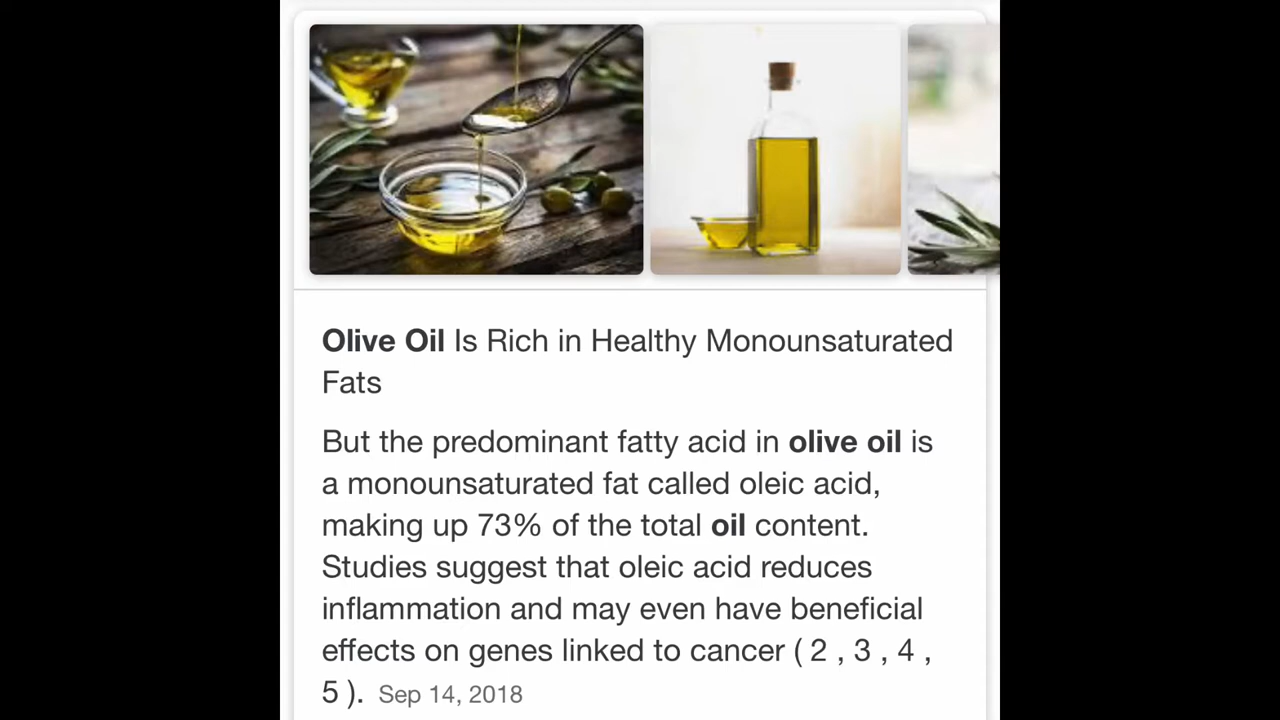 Olive Oil Is Rich in Healthy Monounsaturated
Fats
But the predominant fatty acid in olive oil is
a monounsaturated fat called oleic acid,
making up 73% of the total oil content.
Studies suggest that oleic acid reduces
inflammation and may even have beneficial
effects on genes linked to cancer ( 2 , 3 , 4 ,
5 ). Sep 14, 2018